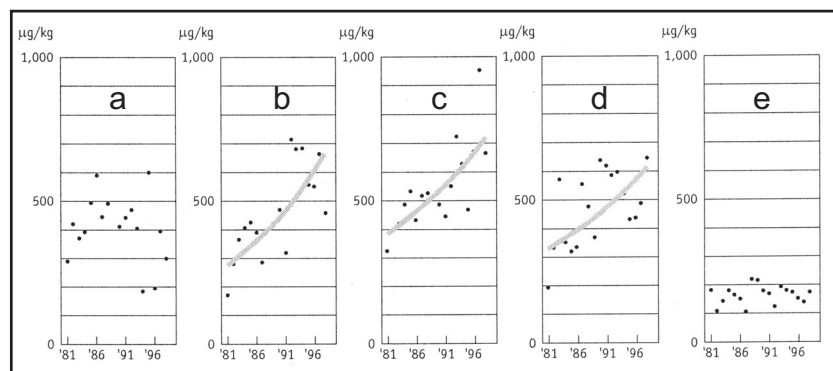 µg/kg µg/kg µg/kg µg/kg µg/kg
1,000 1,000 1,000 1,000 1,000
a b c d e
500 500 500 500 500
0 0 0 0 0
'81 '86 '91 '96 '81 '86 '91 '96 '81 '86 '91 '96 '81 '86 '91 '96 '81 '86 '91 '96